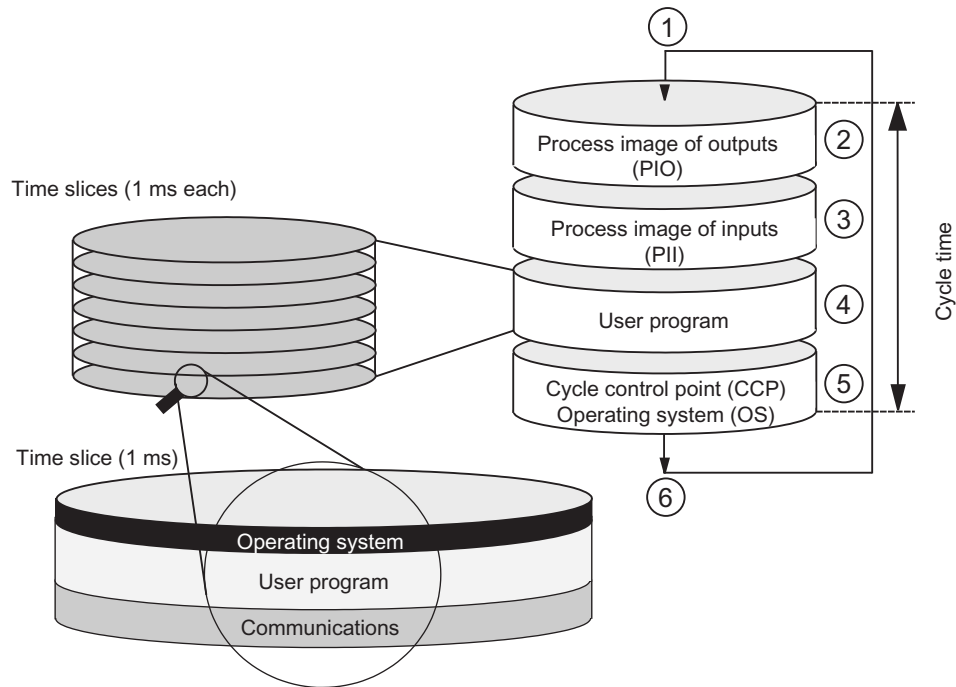 1
Process image of outputs
(PIO)
2
Time slices (1 ms each)
Process image of inputs
(PII)
3
Cycle time
User program
4
Cycle control point (CCP)
Operating system (OS)
5
Time slice (1 ms)
6
Operating system
User program
Communications